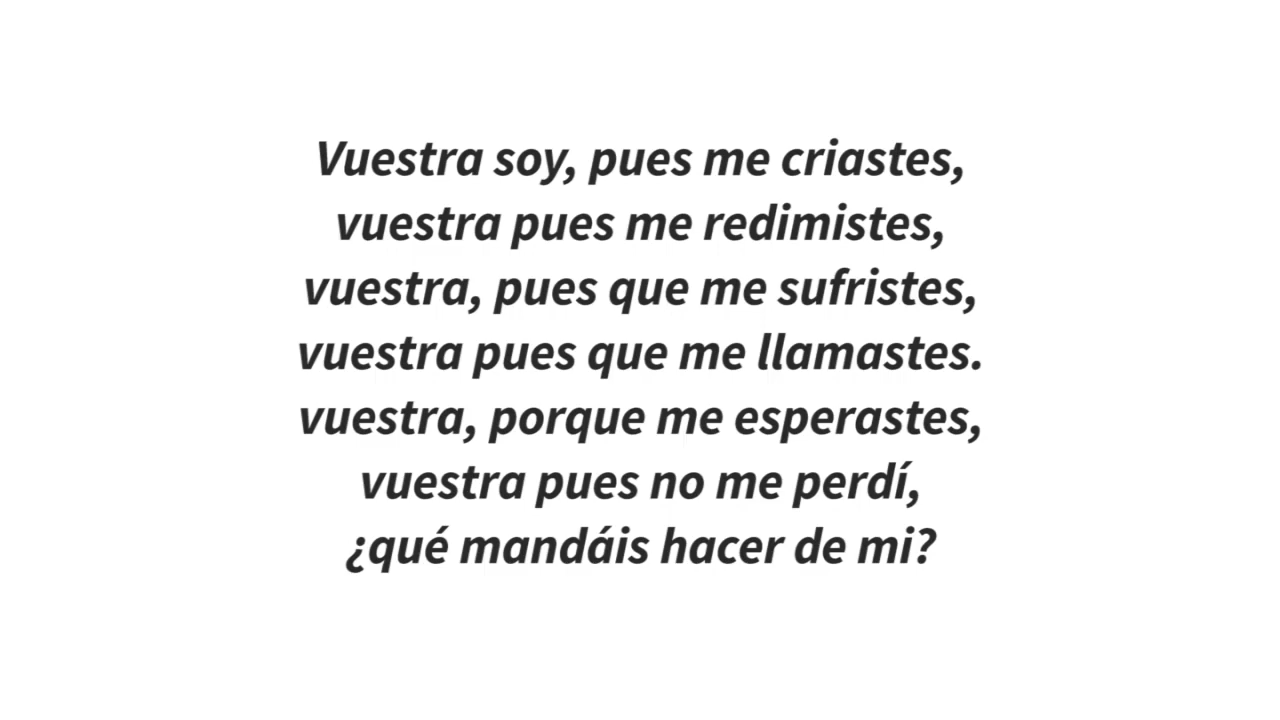 Vuestra soy, pues me criastes,
vuestra pues me redimistes,
vuestra, pues que me sufristes,
vuestra pues que me llamastes.
vuestra, porque me esperastes,
vuestra pues no me perdí,
¿qué mandáis hacer de mi?